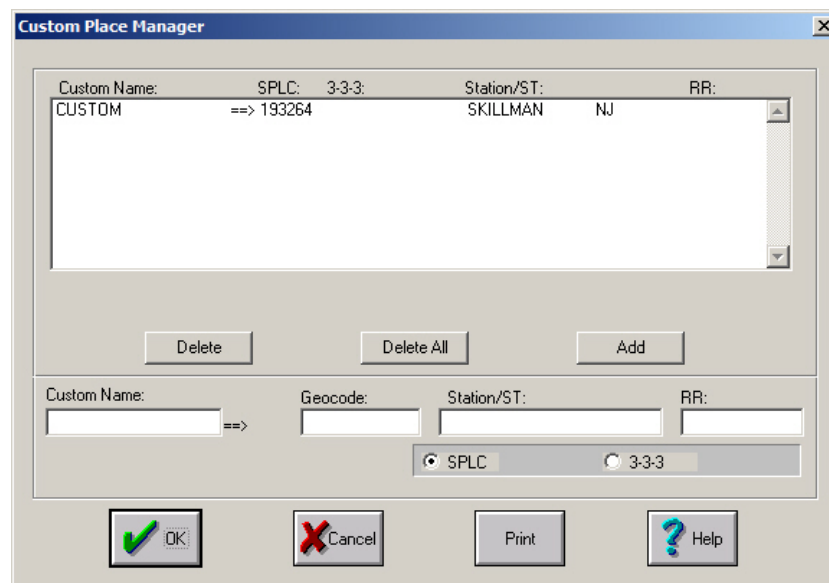 Custom Place Manager
Custom Name: SPLC: 3-3-3: Station/ST: RR:
CUSTOM ==> 193264 SKILLMAN NJ
Delete Delete All Add
Custom Name: Geocode: Station/ST: RR:
==>
SPLC 3-3-3
OK Cancel Print Help